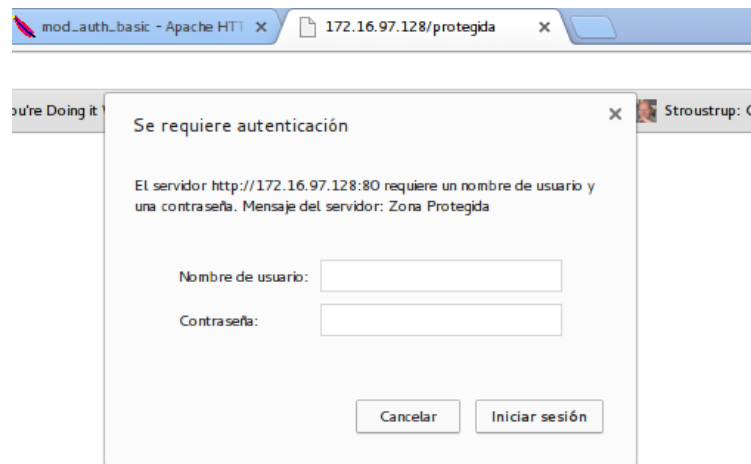 mod_auth_basic - Apache HTT
172.16.97.128/protegida
ou're Doing it
Stroustrup:
Se requiere autenticación
El servidor http://172.16.97.128:80 requiere un nombre de usuario y
una contraseña. Mensaje del servidor: Zona Protegida
Nombre de usuario:
Contraseña:
Cancelar
Iniciar sesión